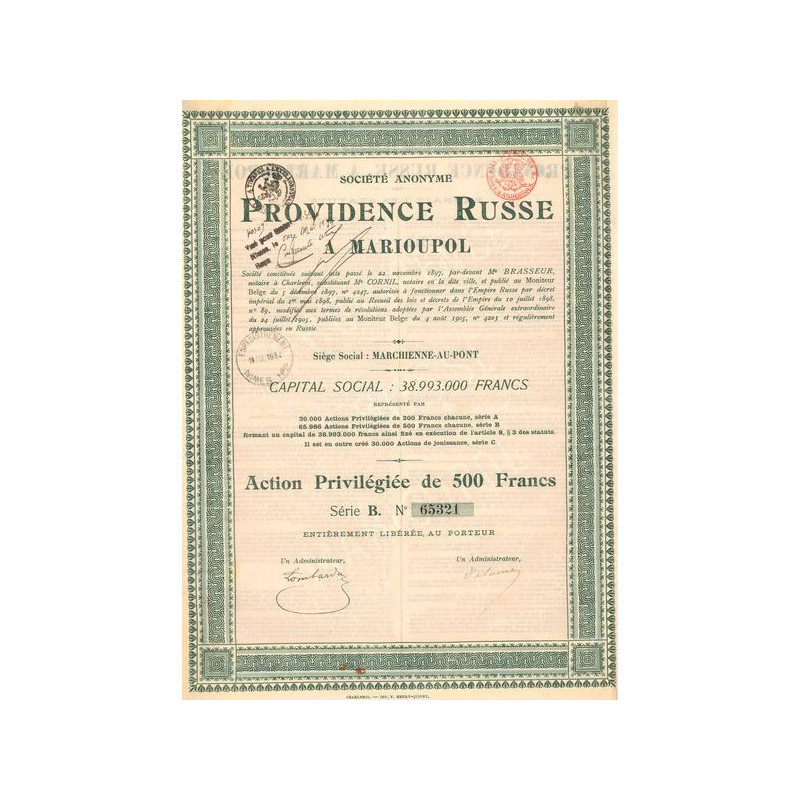 SOCIÉTÉ ANONYME
PROVIDENCE RUSSE
A MARIOUPOL
Société constituée suivant acte passé le 22 novembre 1897, par-devant Me BRASSEUR,
notaire à Charleroi, substituant Me CORNIL, notaire en la dite ville, et publié au Moniteur
Belge du 5 décembre 1897, n° 4247, autorisée à fonctionner dans l'Empire Russe par décret
impérial du 1er mai 1898, publié au Recueil des lois et décrets de l'Empire du 10 juillet 1898,
n° 89, modifiée aux termes de résolutions adoptées par l'Assemblée Générale extraordinaire
du 24 juillet 1905, publiées au Moniteur Belge du 4 août 1905, n° 4203 et régulièrement
approuvées en Russie.
ENREGISTREMENT
Siège Social : MARCHIENNE-AU-PONT
CAPITAL SOCIAL : 38.993.000 FRANCS
REPRÉSENTÉ PAR
30.000 Actions Privilégiées de 200 Francs chacune, série A
65.986 Actions Privilégiées de 500 Francs chacune, série B
formant un capital de 38.993.000 francs ainsi fixé en exécution de l'article 8, § 3 des statuts.
Il est en outre créé 30.000 Actions de jouissance, série C.
Action Privilégiée de 500 Francs
Série B. N° 65321
ENTIÈREMENT LIBÉRÉE, AU PORTEUR
Un Administrateur,
Un Administrateur,
CHARLEROI. — IMP. F. HENRY-QUINET.